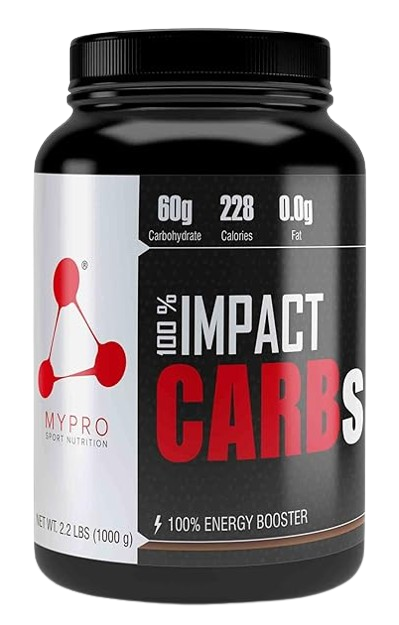 60g 228 0.0g
Carbohydrate Calories Fat
®
100% IMPACT
CARBS
MYPRO
SPORT NUTRITION
⚡ 100% ENERGY BOOSTER
NET WT. 2.2 LBS (1000 g)